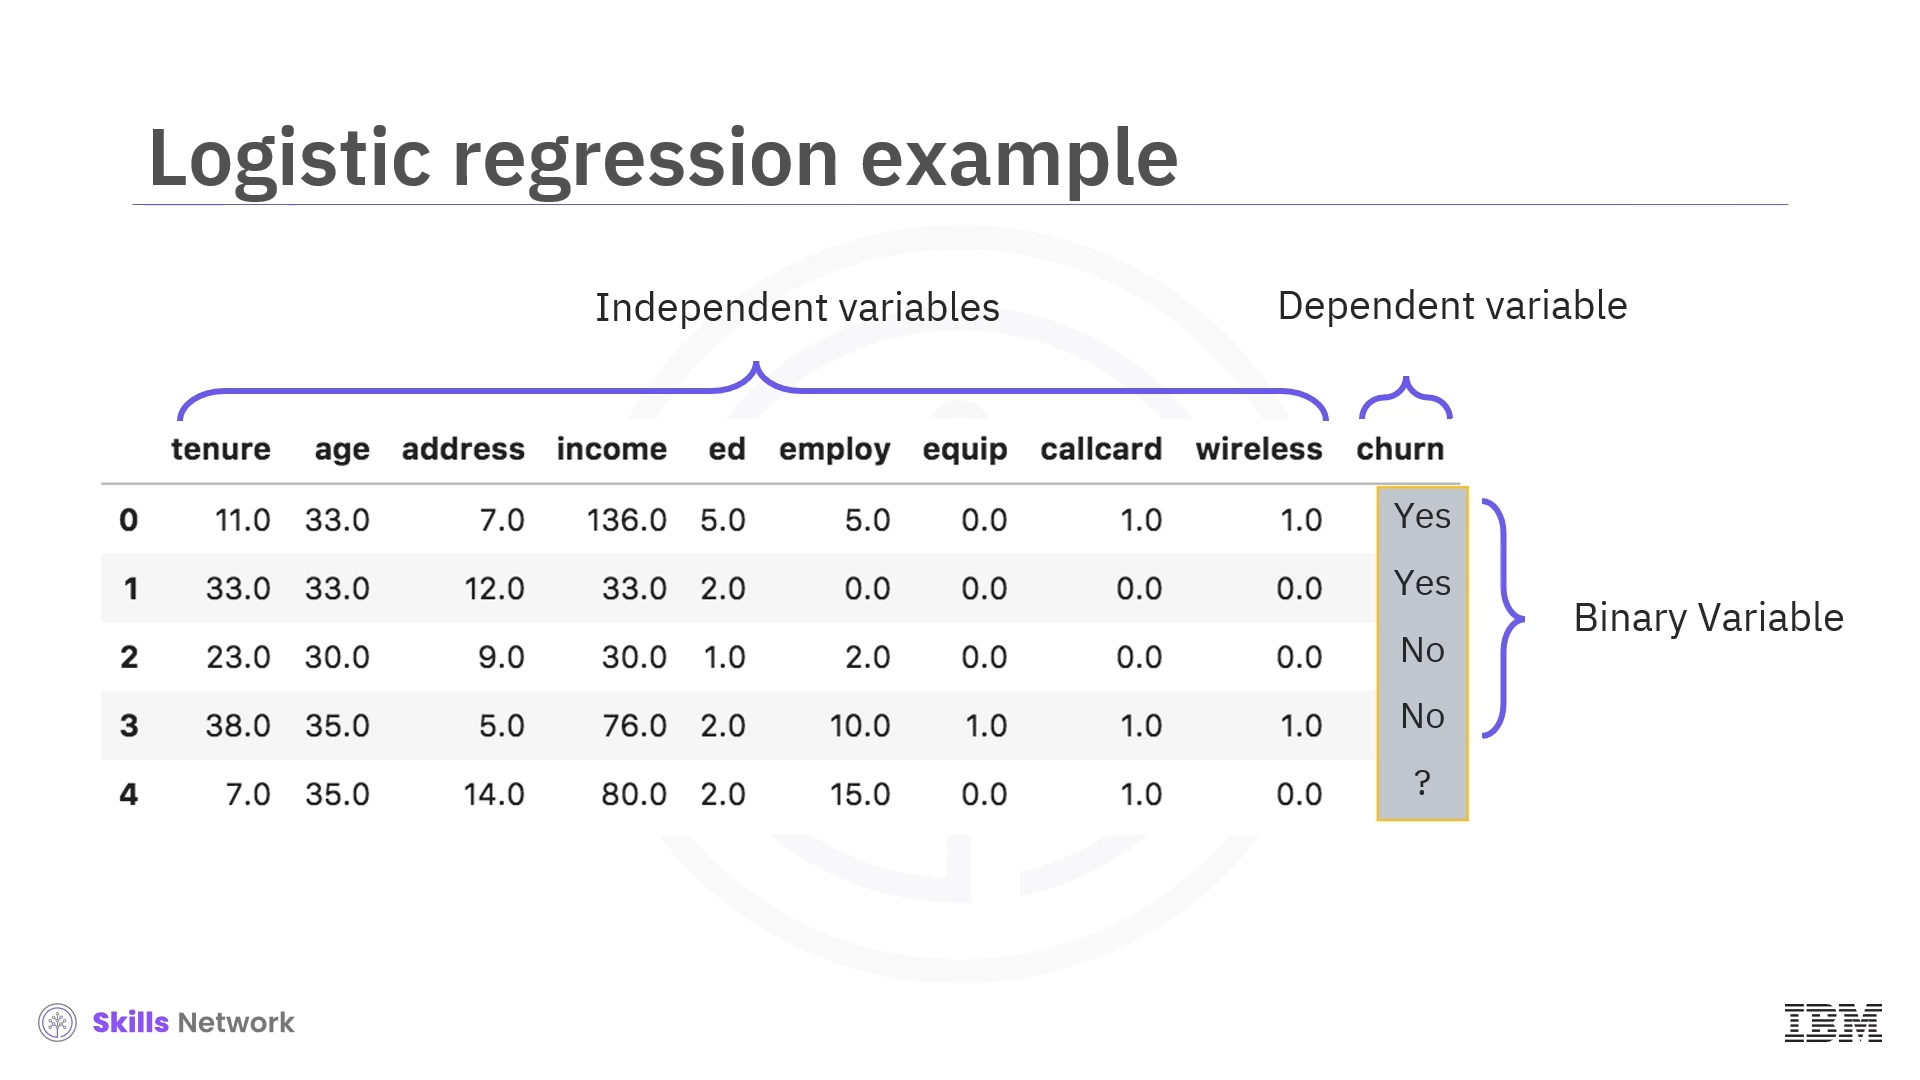 Logistic regression example
Independent variables
Dependent variable
tenure age address income ed employ equip callcard wireless churn
0 11.0 33.0 7.0 136.0 5.0 5.0 0.0 1.0 1.0 Yes
1 33.0 33.0 12.0 33.0 2.0 0.0 0.0 0.0 0.0 Yes
2 23.0 30.0 9.0 30.0 1.0 2.0 0.0 0.0 0.0 No
3 38.0 35.0 5.0 76.0 2.0 10.0 1.0 1.0 1.0 No
4 7.0 35.0 14.0 80.0 2.0 15.0 0.0 1.0 0.0 ?
Binary Variable
Skills Network
IBM